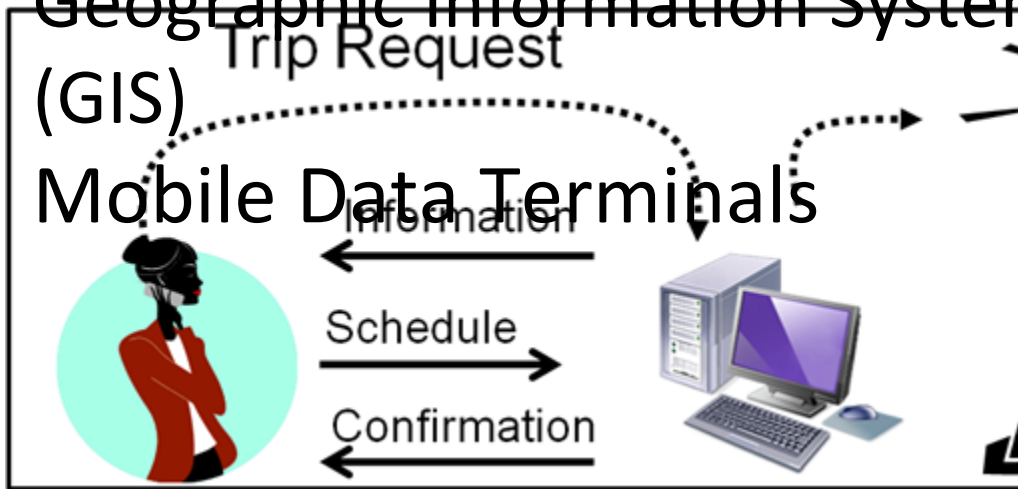 Geographic Information System
Trip Request
(GIS)
Mobile Data Terminals
Information
Schedule
Confirmation